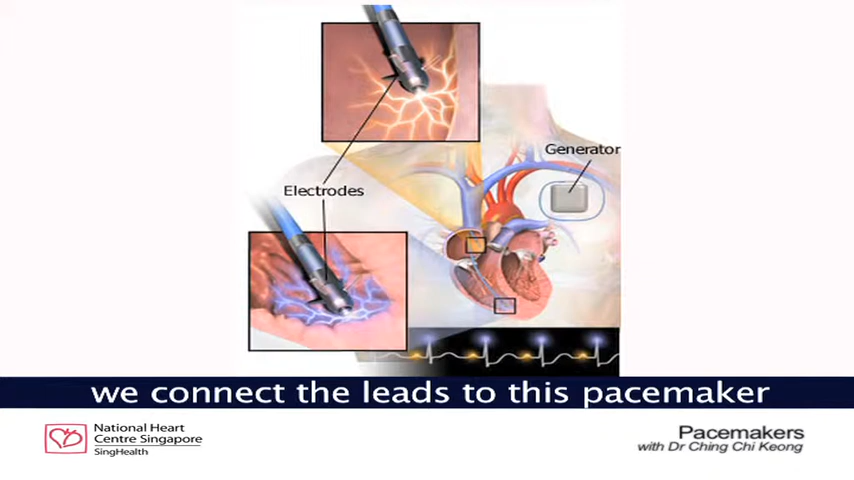 Generator
Electrodes
we connect the leads to this pacemaker
National Heart
Centre Singapore
SingHealth
Pacemakers
with Dr Ching Chi Keong